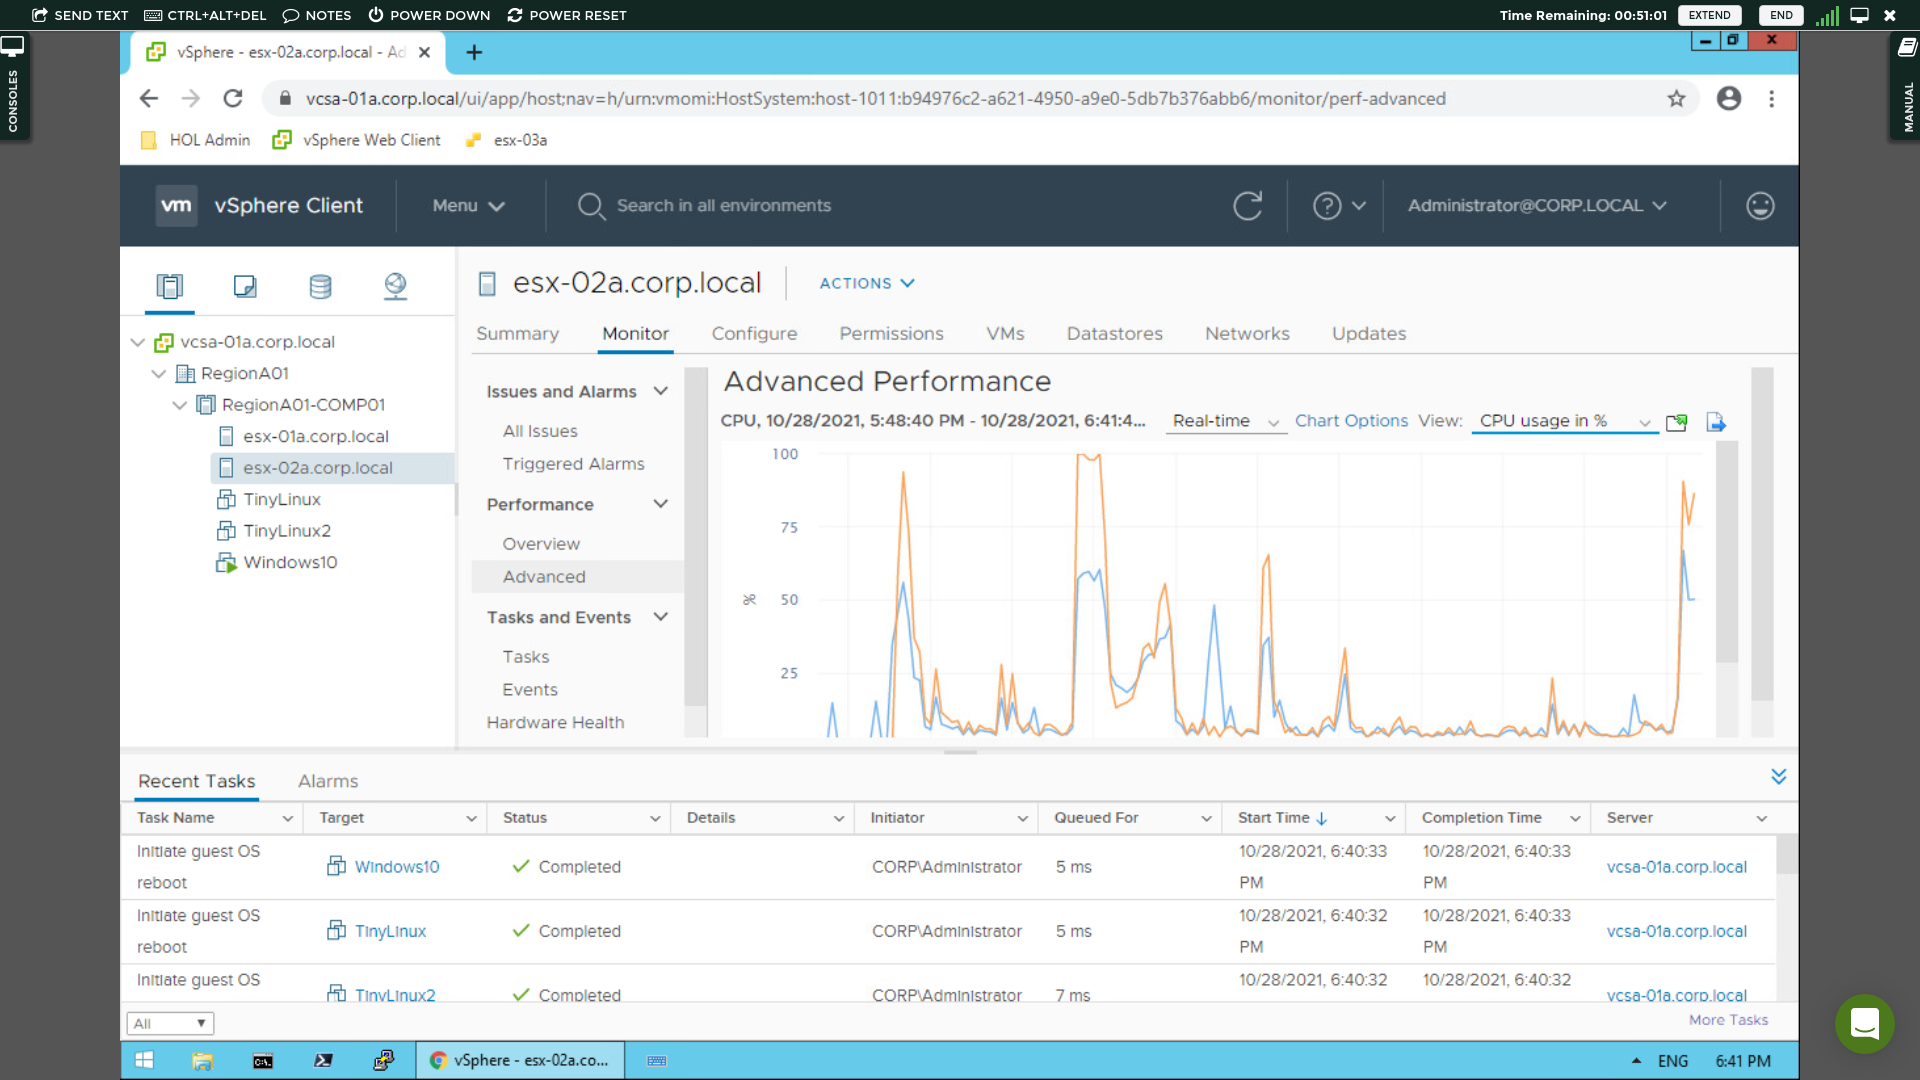 SEND TEXT CTRL+ALT+DEL NOTES POWER DOWN POWER RESET Time Remaining: 00:51:01 EXTEND END
CONSOLES
MANUAL
vSphere - esx-02a.corp.local - Ad
vcsa-01a.corp.local/ui/app/host;nav=h/urn:vmomi:HostSystem:host-1011:b94976c2-a621-4950-a9e0-5db7b376abb6/monitor/perf-advanced
HOL Admin vSphere Web Client esx-03a
vm vSphere Client Menu Search in all environments Administrator@CORP.LOCAL
esx-02a.corp.local ACTIONS
Summary Monitor Configure Permissions VMs Datastores Networks Updates
vcsa-01a.corp.local
RegionA01
RegionA01-COMP01
esx-01a.corp.local
esx-02a.corp.local
TinyLinux
TinyLinux2
Windows10
Issues and Alarms
All Issues
Triggered Alarms
Performance
Overview
Advanced
Tasks and Events
Tasks
Events
Hardware Health
Advanced Performance
CPU, 10/28/2021, 5:48:40 PM - 10/28/2021, 6:41:4... Real-time Chart Options View: CPU usage in %
100
75
50
25
%
Recent Tasks Alarms
Task Name Target Status Details Initiator Queued For Start Time Completion Time Server
Initiate guest OS reboot Windows10 Completed CORP\Administrator 5 ms 10/28/2021, 6:40:33 PM 10/28/2021, 6:40:33 PM vcsa-01a.corp.local
Initiate guest OS reboot TinyLinux Completed CORP\Administrator 5 ms 10/28/2021, 6:40:32 PM 10/28/2021, 6:40:33 PM vcsa-01a.corp.local
Initiate guest OS TinyLinux2 Completed CORP\Administrator 7 ms 10/28/2021, 6:40:32 10/28/2021, 6:40:32 vcsa-01a.corp.local
All More Tasks
vSphere - esx-02a.co... ENG 6:41 PM